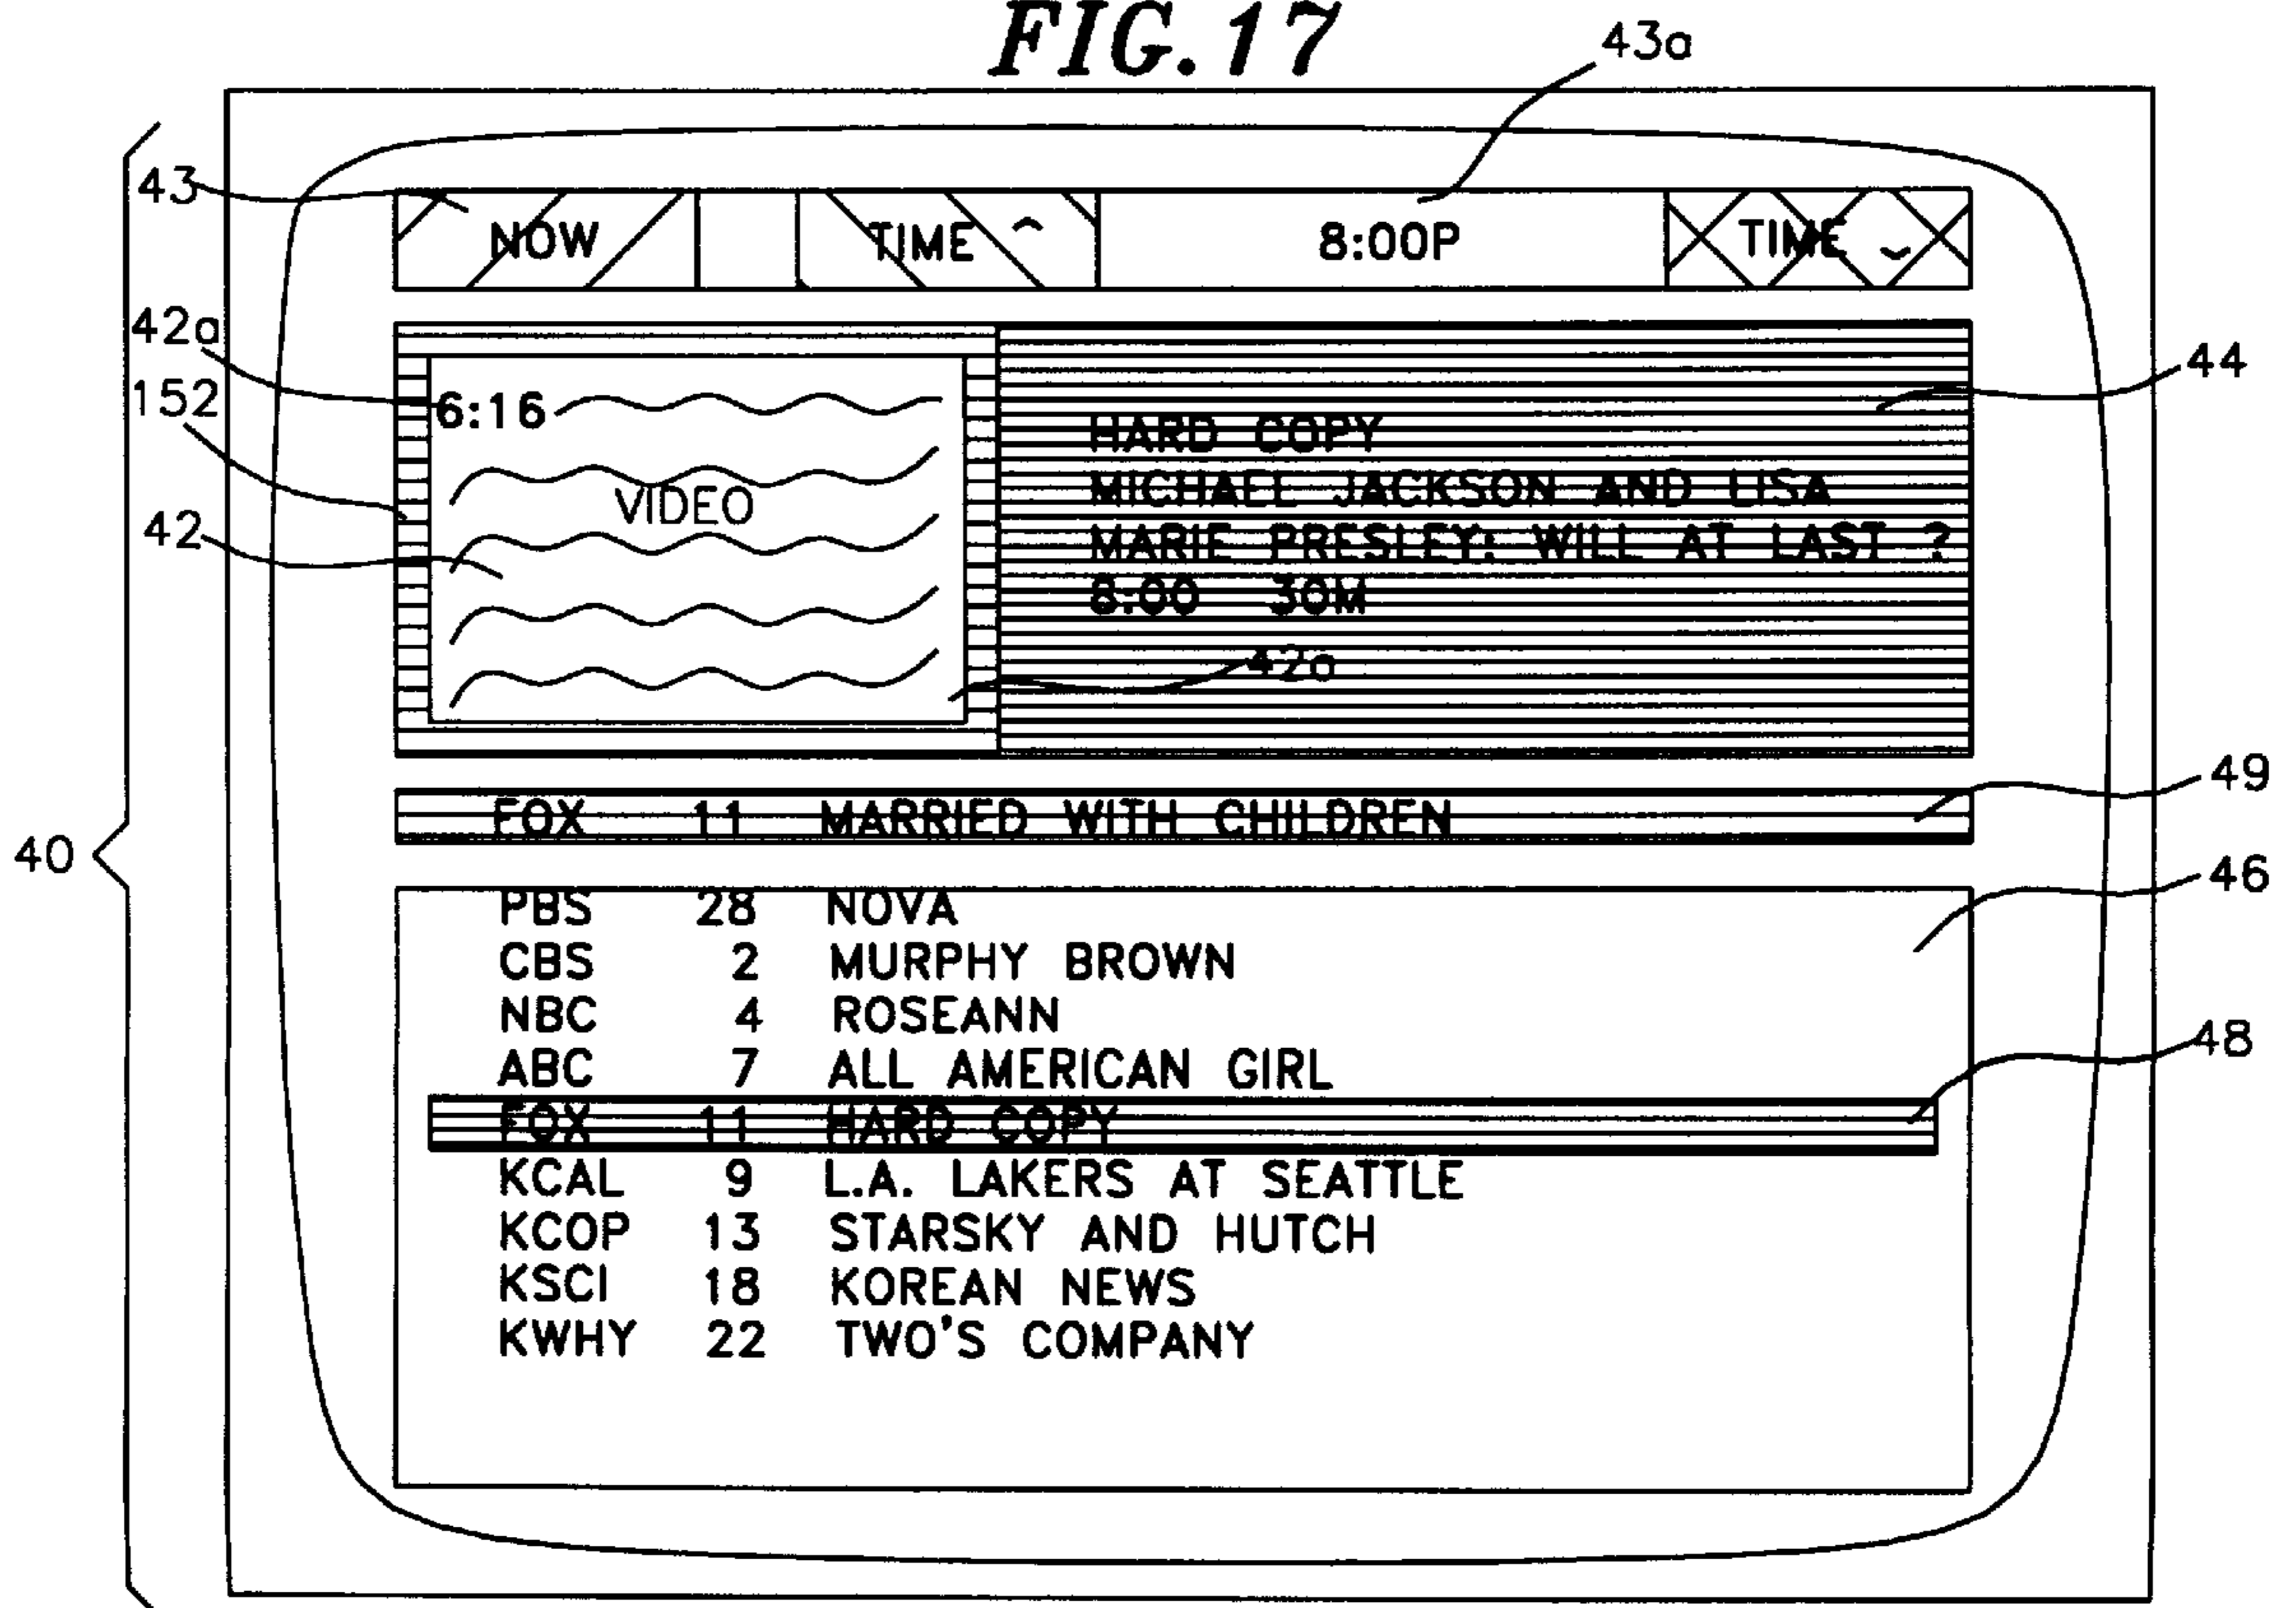 FIG. 17
43a
43
NOW TIME 8:00P TIME
42a
152
42
6:16
VIDEO
44
HARD COPY
MICHAEL JACKSON AND LISA
MARIE PRESLEY: WILL AT LAST ?
8:00 30M
42a
49
FOX 11 MARRIED WITH CHILDREN
40
46
PBS 28 NOVA
CBS 2 MURPHY BROWN
NBC 4 ROSEANN
48
ABC 7 ALL AMERICAN GIRL
FOX 11 HARD COPY
KCAL 9 L.A. LAKERS AT SEATTLE
KCOP 13 STARSKY AND HUTCH
KSCI 18 KOREAN NEWS
KWHY 22 TWO'S COMPANY